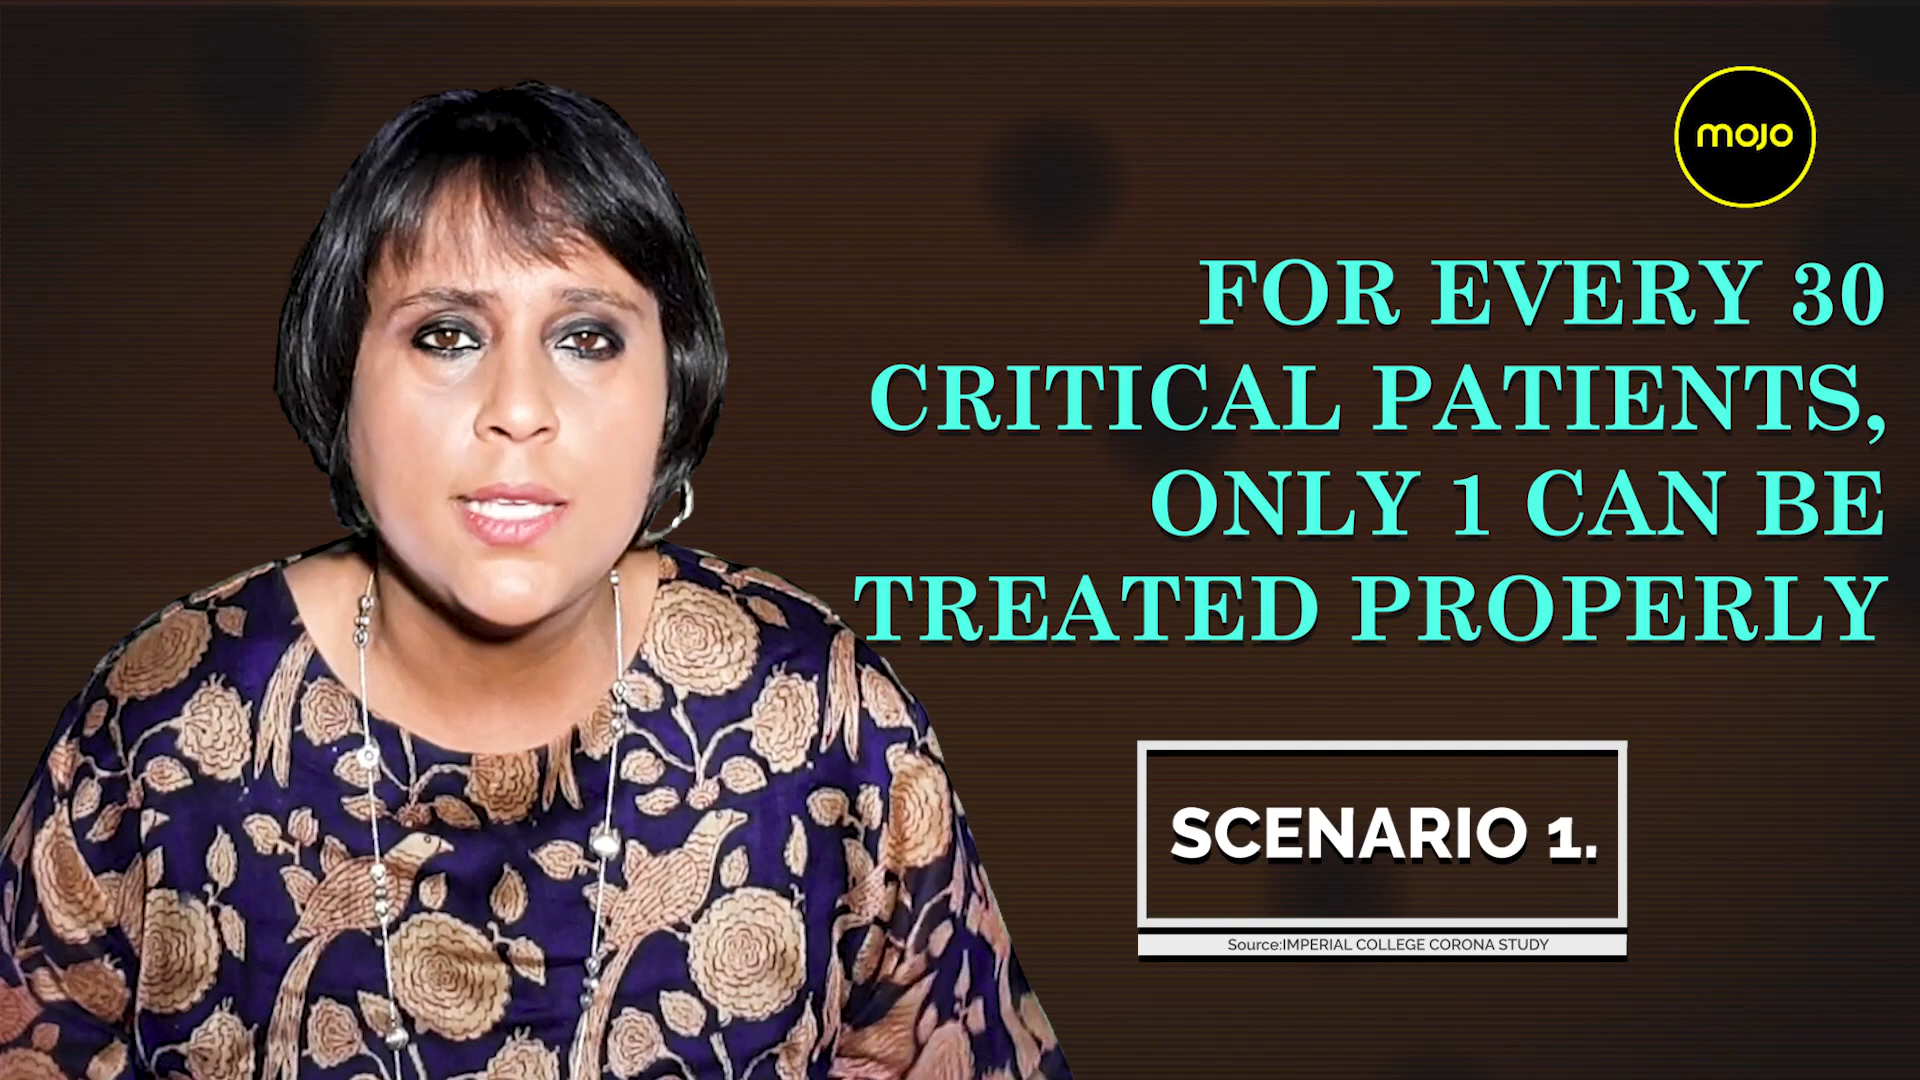 mojo
FOR EVERY 30
CRITICAL PATIENTS,
ONLY 1 CAN BE
TREATED PROPERLY
SCENARIO 1.
Source:IMPERIAL COLLEGE CORONA STUDY